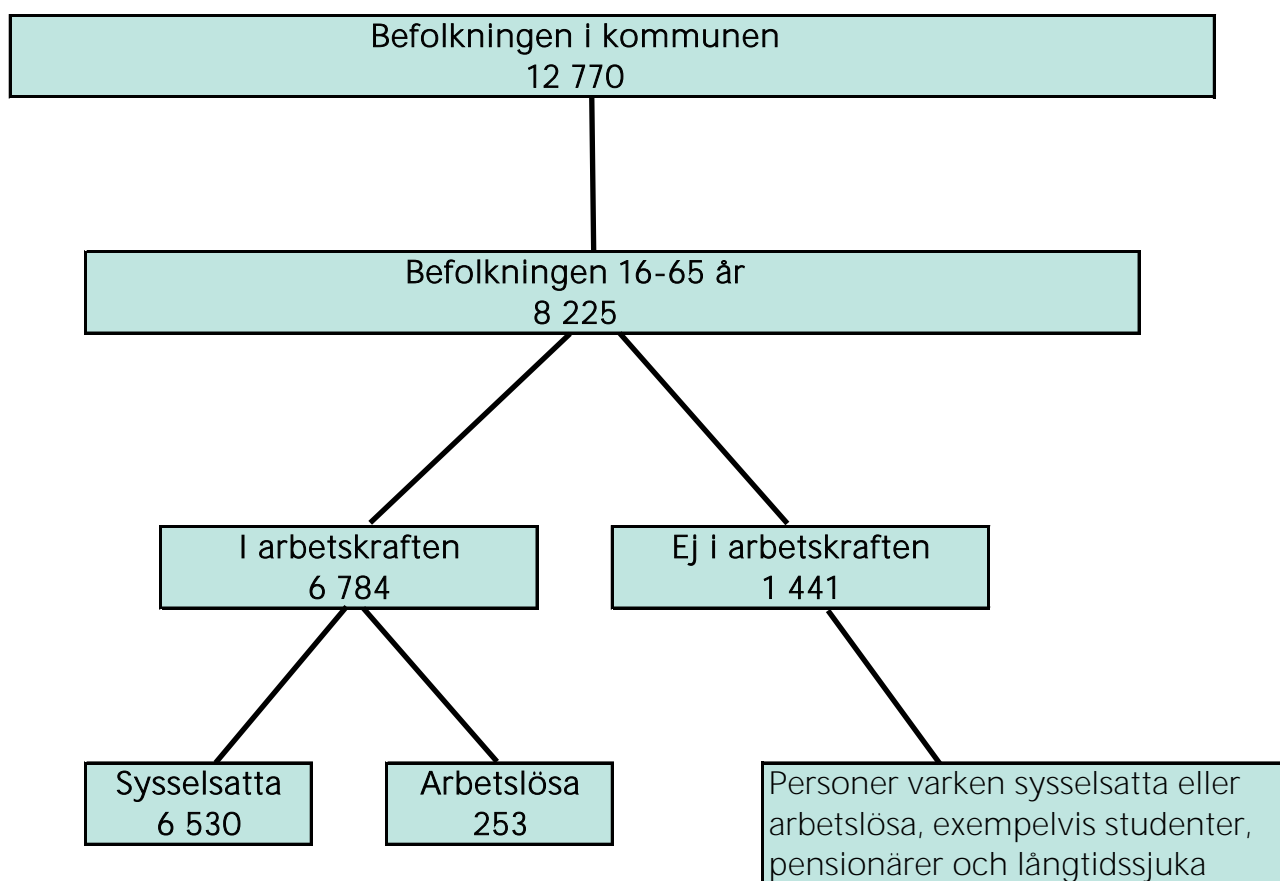 Befolkningen i kommunen
12 770
Befolkningen 16-65 år
8 225
I arbetskraften
6 784
Ej i arbetskraften
1 441
Sysselsatta
6 530
Arbetslösa
253
Personer varken sysselsatta eller
arbetslösa, exempelvis studenter,
pensionärer och långtidssjuka